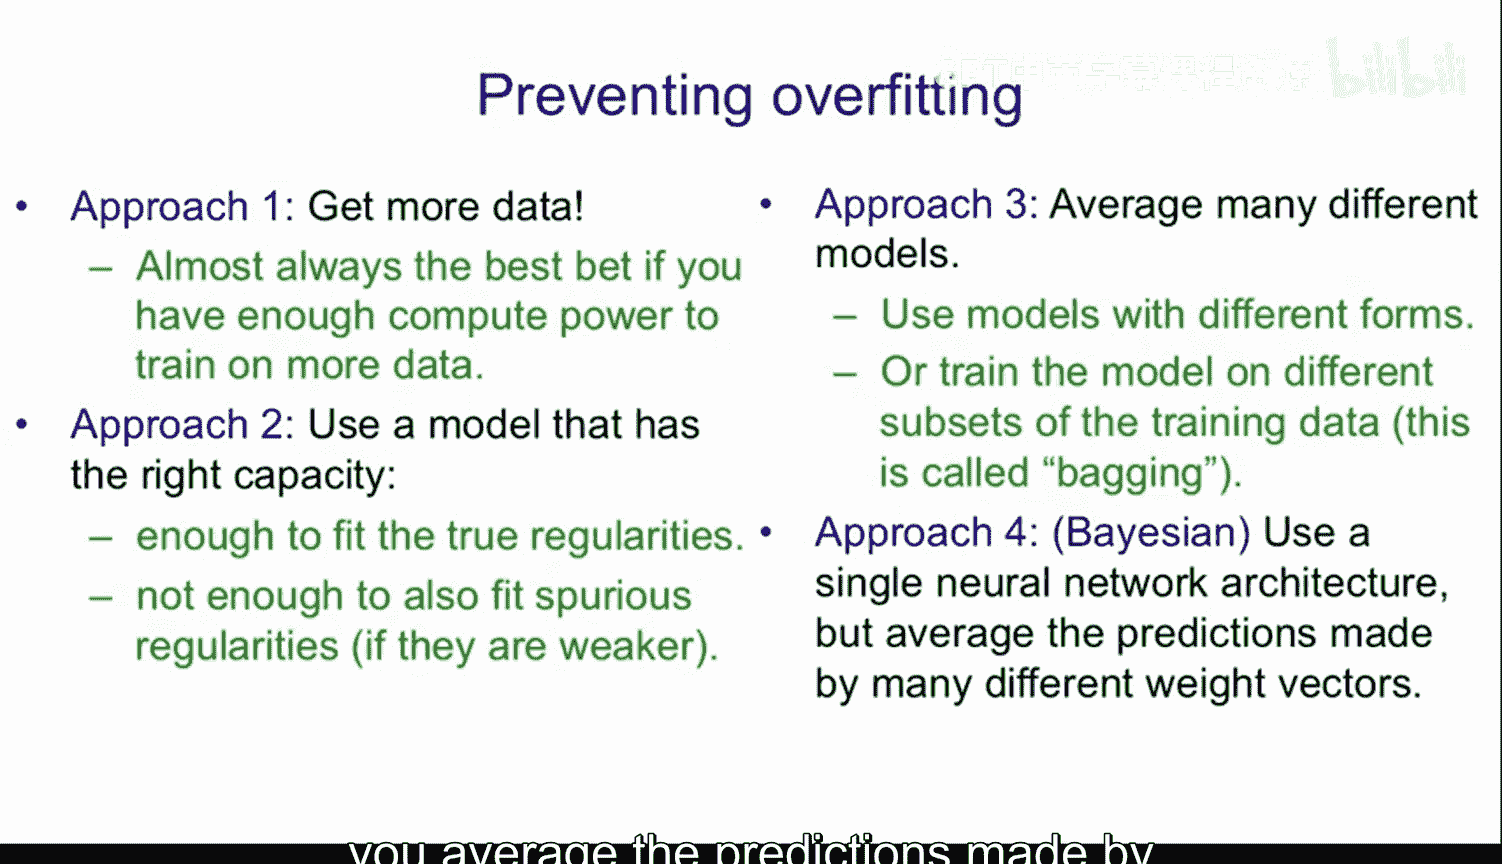 Preventing overfitting
• Approach 1: Get more data!
– Almost always the best bet if you
have enough compute power to
train on more data.
• Approach 2: Use a model that has
the right capacity:
– enough to fit the true regularities.
– not enough to also fit spurious
regularities (if they are weaker).
• Approach 3: Average many different
models.
– Use models with different forms.
– Or train the model on different
subsets of the training data (this
is called “bagging”).
• Approach 4: (Bayesian) Use a
single neural network architecture,
but average the predictions made
by many different weight vectors.
you average the predictions made by
bilibili